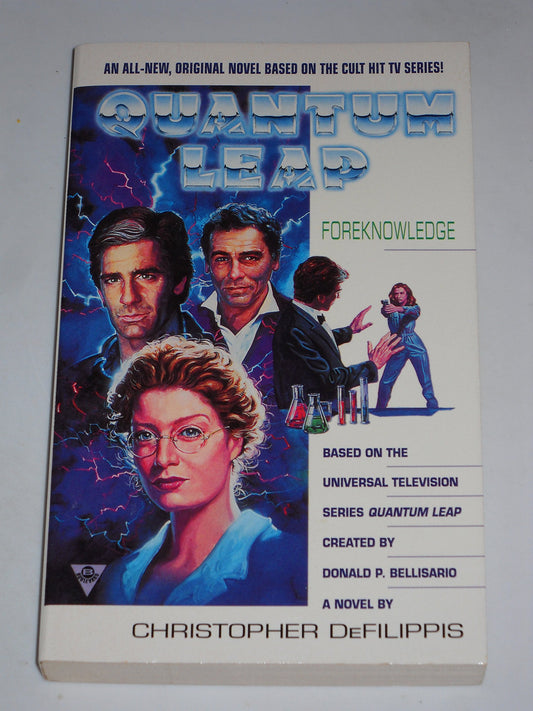 AN ALL-NEW, ORIGINAL NOVEL BASED ON THE CULT HIT TV SERIES!
QUANTUM
LEAP
FOREKNOWLEDGE
BASED ON THE
UNIVERSAL TELEVISION
SERIES QUANTUM LEAP
CREATED BY
DONALD P. BELLISARIO
A NOVEL BY
CHRISTOPHER DeFILIPPIS
B
BOULEVARD